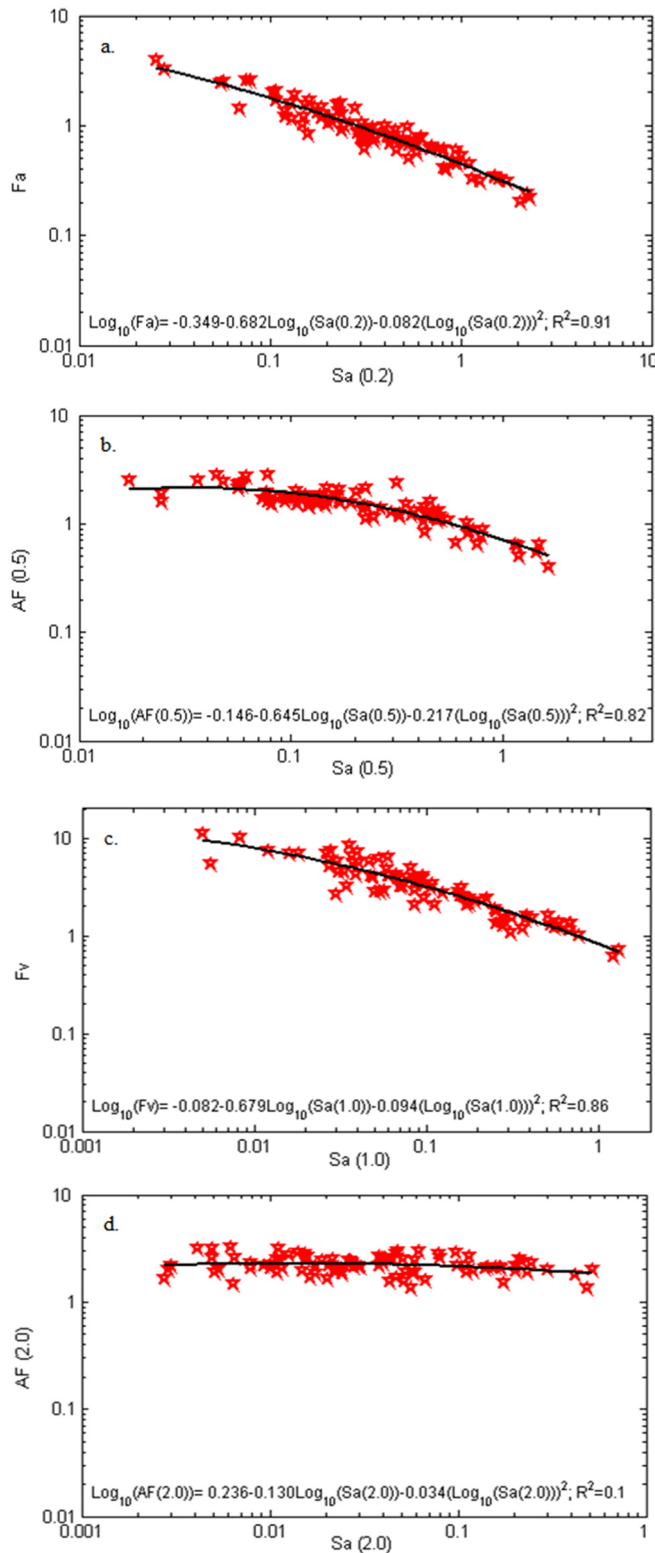 a.
10
1
0.1
0.01
Fa
Log10(Fa)= -0.349-0.682Log10(Sa(0.2))-0.082(Log10(Sa(0.2)))²; R²=0.91
0.01
0.1
1
10
Sa (0.2)
b.
10
1
0.1
0.01
AF (0.5)
Log10(AF(0.5))= -0.146-0.645Log10(Sa(0.5))-0.217(Log10(Sa(0.5)))²; R²=0.82
0.01
0.1
1
Sa (0.5)
c.
10
1
0.1
0.01
Fv
Log10(Fv)= -0.082-0.679Log10(Sa(1.0))-0.094(Log10(Sa(1.0)))²; R²=0.86
0.001
0.01
0.1
1
Sa (1.0)
d.
10
1
0.1
0.01
AF (2.0)
Log10(AF(2.0))= 0.236-0.130Log10(Sa(2.0))-0.034(Log10(Sa(2.0)))²; R²=0.1
0.001
0.01
0.1
1
Sa (2.0)